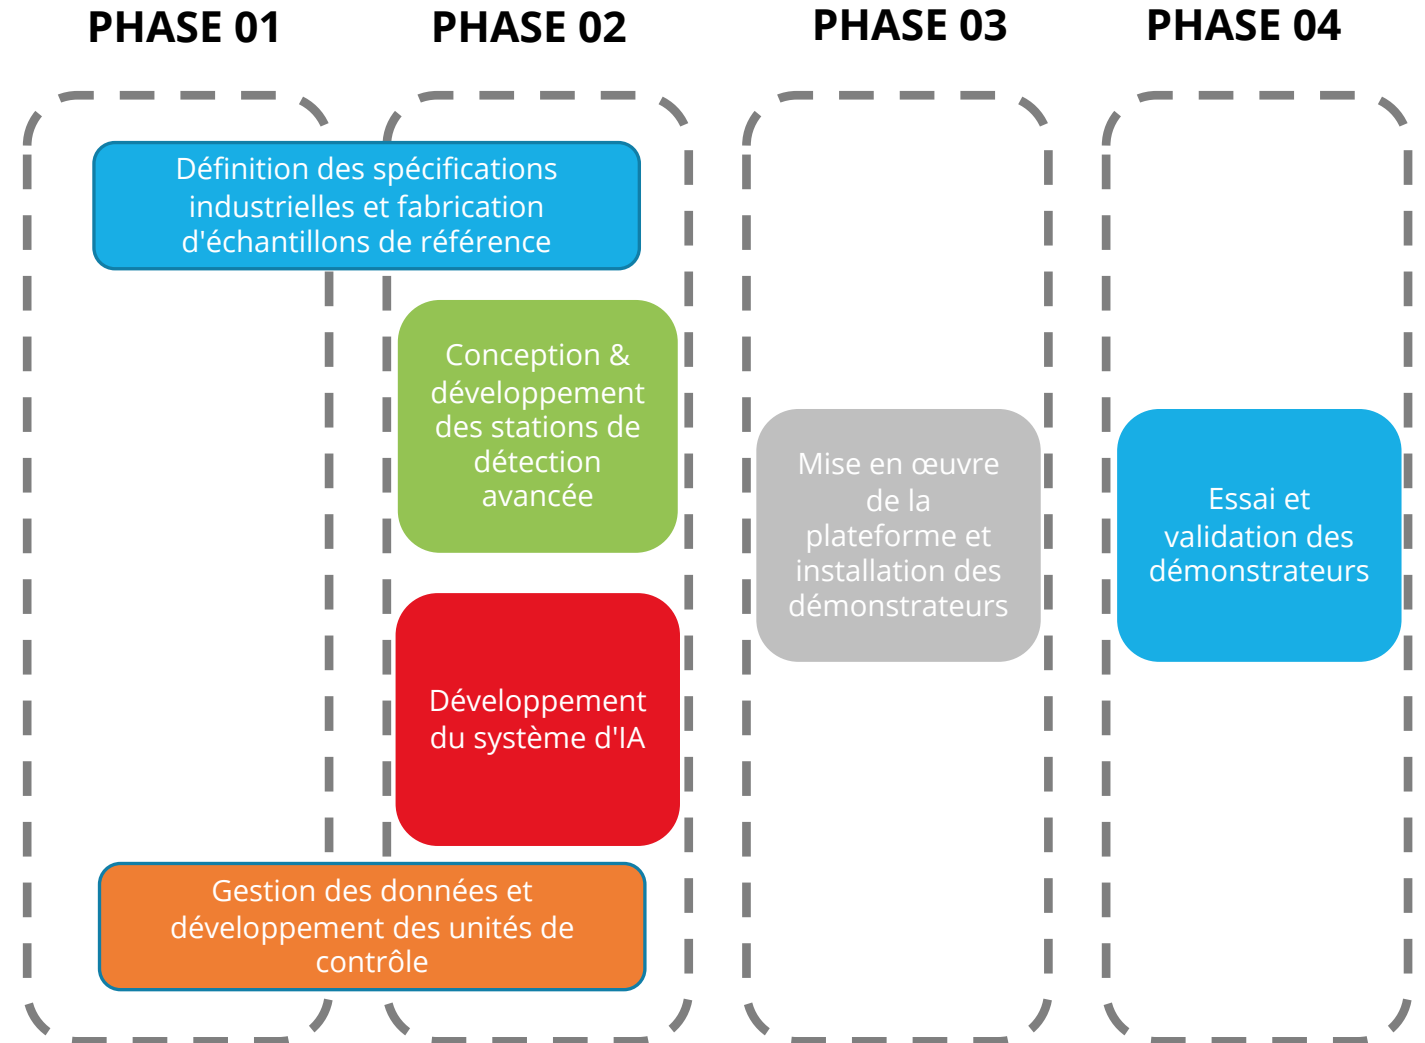 PHASE 01
PHASE 02
PHASE 03
PHASE 04
Définition des spécifications
industrielles et fabrication
d'échantillons de référence
Conception &
développement
des stations de
détection
avancée
Développement
du système d'IA
Gestion des données et
développement des unités de
contrôle
Mise en œuvre
de la
plateforme et
installation des
démonstrateurs
Essai et
validation des
démonstrateurs